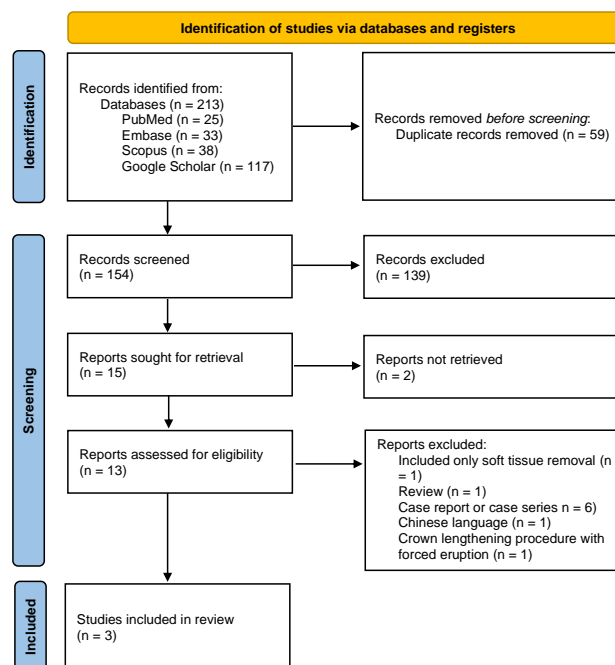 Identification of studies via databases and registers
Identification
Records identified from:
Databases (n = 213)
PubMed (n = 25)
Embase (n = 33)
Scopus (n = 38)
Google Scholar (n = 117)
Records removed before screening:
Duplicate records removed (n = 59)
Screening
Records screened
(n = 154)
Records excluded
(n = 139)
Reports sought for retrieval
(n = 15)
Reports not retrieved
(n = 2)
Reports assessed for eligibility
(n = 13)
Reports excluded:
Included only soft tissue removal (n
= 1)
Review (n = 1)
Case report or case series n = 6)
Chinese language (n = 1)
Crown lengthening procedure with
forced eruption (n = 1)
Included
Studies included in review
(n = 3)